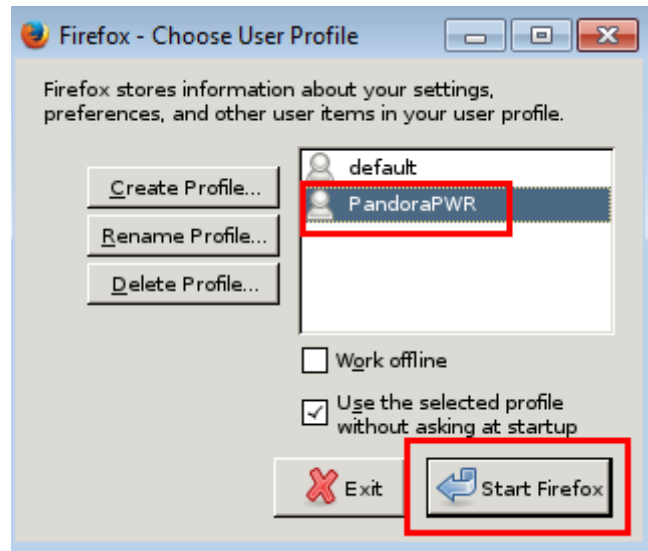 Firefox - Choose User Profile
Firefox stores information about your settings,
preferences, and other user items in your user profile.
Create Profile...
Rename Profile...
Delete Profile...
default
PandoraPWR
Work offline
Use the selected profile
without asking at startup
Exit
Start Firefox